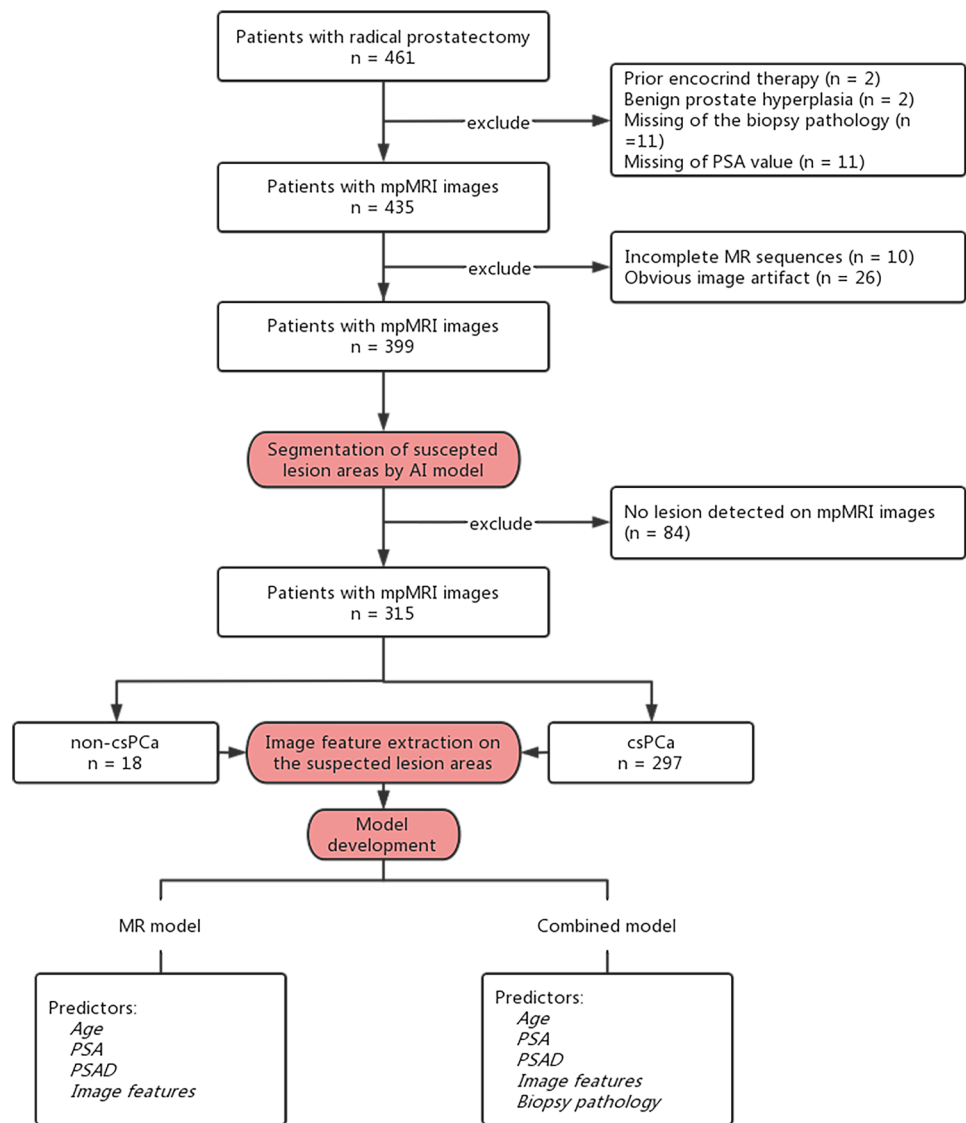 Patients with radical prostatectomy
n = 461
Prior encocrind therapy (n = 2)
Benign prostate hyperplasia (n = 2)
Missing of the biopsy pathology (n
=11)
Missing of PSA value (n = 11)
exclude
Patients with mpMRI images
n = 435
Incomplete MR sequences (n = 10)
Obvious image artifact (n = 26)
exclude
Patients with mpMRI images
n = 399
Segmentation of suscepted
lesion areas by AI model
No lesion detected on mpMRI images
(n = 84)
exclude
Patients with mpMRI images
n = 315
non-csPCa
n = 18
Image feature extraction on
the suspected lesion areas
csPCa
n = 297
Model
development
MR model
Combined model
Predictors:
Age
PSA
PSAD
Image features
Predictors:
Age
PSA
PSAD
Image features
Biopsy pathology